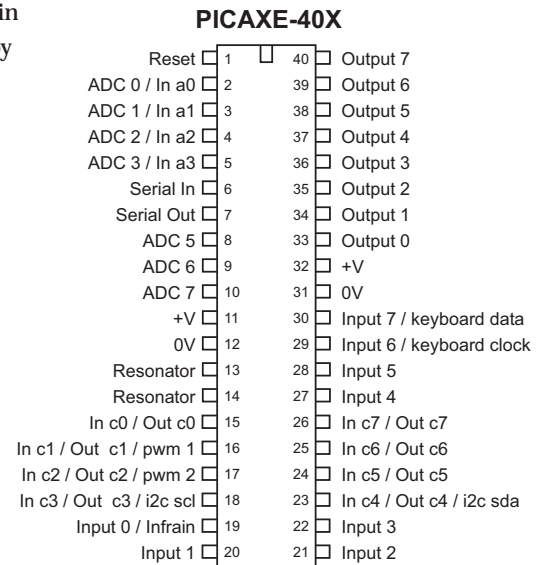 in
PICAXE-40X
Reset 1 40 Output 7
ADC 0 / In a0 2 39 Output 6
ADC 1 / In a1 3 38 Output 5
ADC 2 / In a2 4 37 Output 4
ADC 3 / In a3 5 36 Output 3
Serial In 6 35 Output 2
Serial Out 7 34 Output 1
ADC 5 8 33 Output 0
ADC 6 9 32 +V
ADC 7 10 31 0V
+V 11 30 Input 7 / keyboard data
0V 12 29 Input 6 / keyboard clock
Resonator 13 28 Input 5
Resonator 14 27 Input 4
In c0 / Out c0 15 26 In c7 / Out c7
In c1 / Out c1 / pwm 1 16 25 In c6 / Out c6
In c2 / Out c2 / pwm 2 17 24 In c5 / Out c5
In c3 / Out c3 / i2c scl 18 23 In c4 / Out c4 / i2c sda
Input 0 / Infrain 19 22 Input 3
Input 1 20 21 Input 2